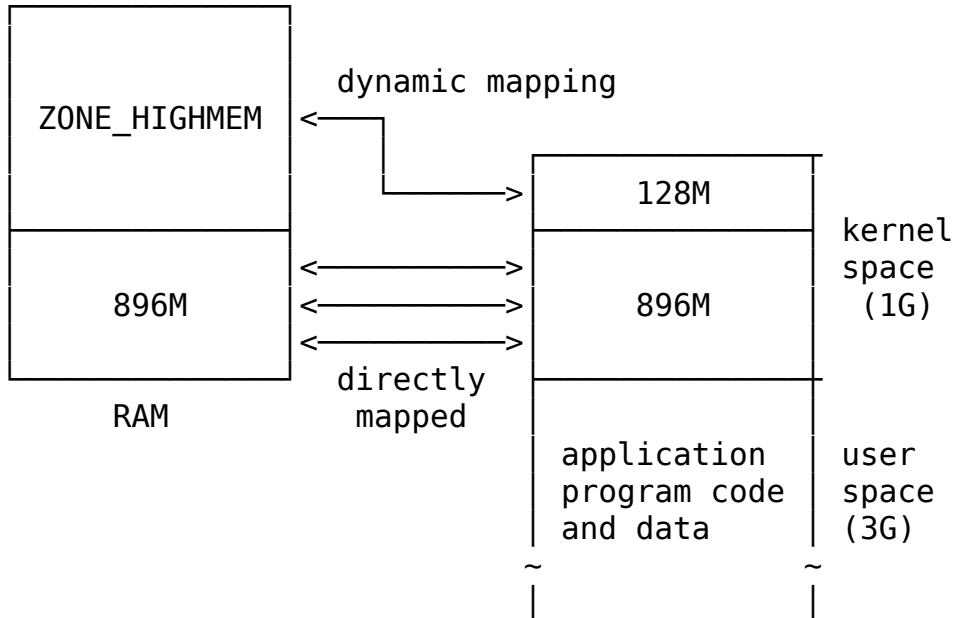 dynamic mapping
ZONE_HIGHMEM
128M
kernel
space
(1G)
896M
896M
directly
mapped
RAM
application
program code
and data
user
space
(3G)